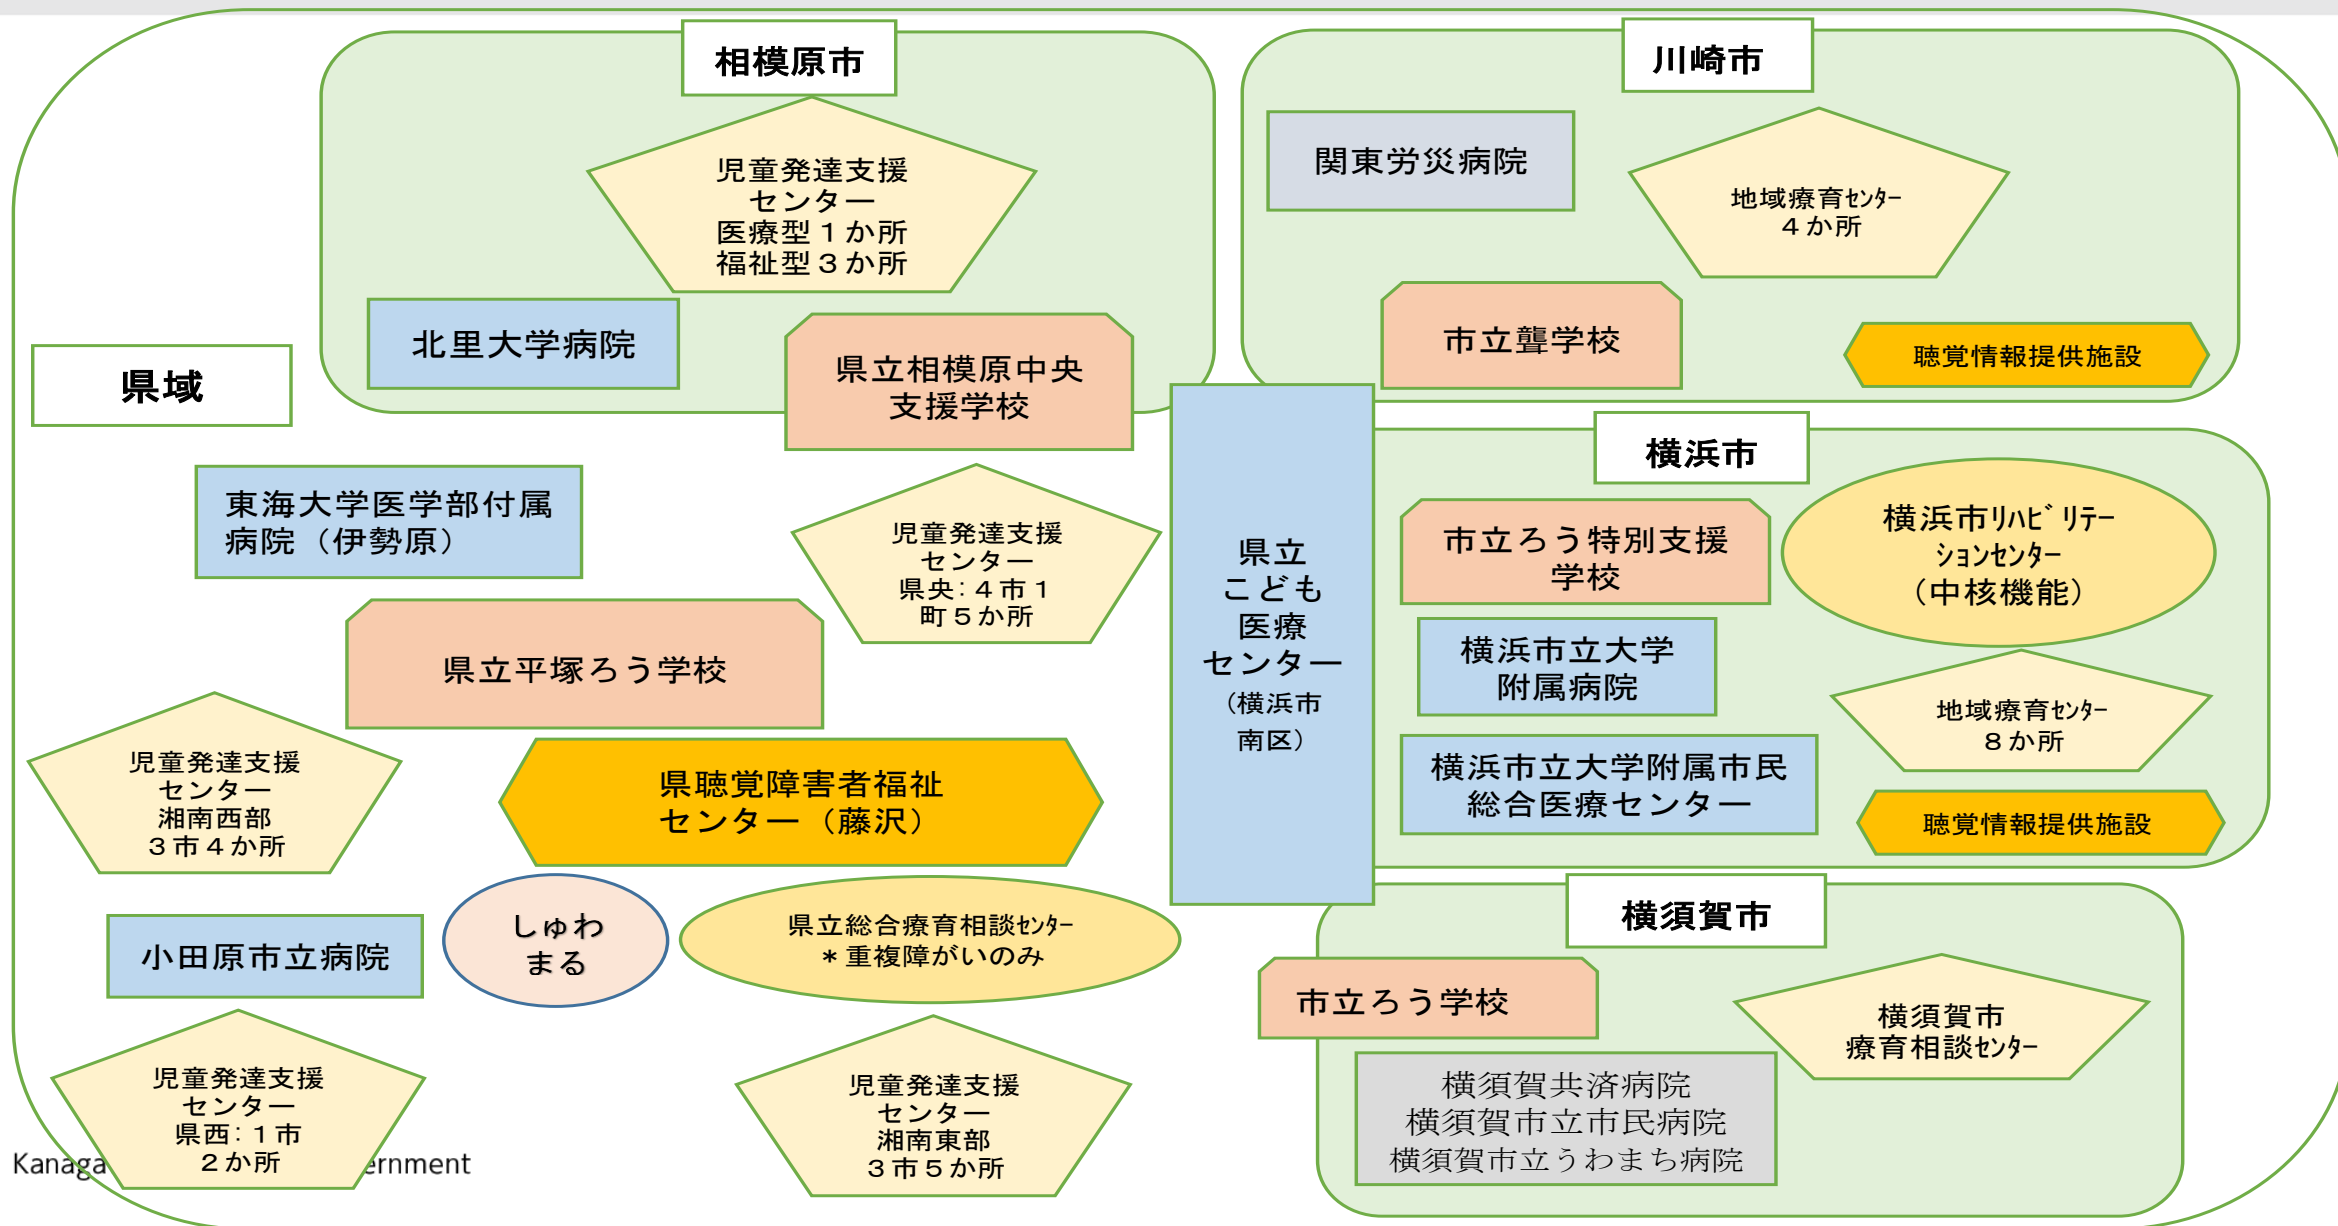 相模原市
児童発達支援
センター
医療型１か所
福祉型３か所
北里大学病院
県立相模原中央
支援学校
川崎市
関東労災病院
地域療育ｾﾝﾀｰ
４か所
市立聾学校
聴覚情報提供施設
県域
東海大学医学部付属
病院（伊勢原）
児童発達支援
センター
県央：４市１
町５か所
県立平塚ろう学校
児童発達支援
センター
湘南西部
３市４か所
県聴覚障害者福祉
センター（藤沢）
県立
こども
医療
センター
（横浜市
南区）
横浜市
市立ろう特別支援
学校
横浜市ﾘﾊﾋﾞﾘﾃｰ
ｼｮﾝｾﾝﾀｰ
（中核機能）
横浜市立大学
附属病院
地域療育ｾﾝﾀｰ
８か所
横浜市立大学附属市民
総合医療センター
聴覚情報提供施設
小田原市立病院
しゅわ
まる
県立総合療育相談ｾﾝﾀｰ
＊重複障がいのみ
児童発達支援
センター
県西：１市
２か所
児童発達支援
センター
湘南東部
３市５か所
横須賀市
市立ろう学校
横須賀市
療育相談ｾﾝﾀｰ
横須賀共済病院
横須賀市立市民病院
横須賀市立うわまち病院